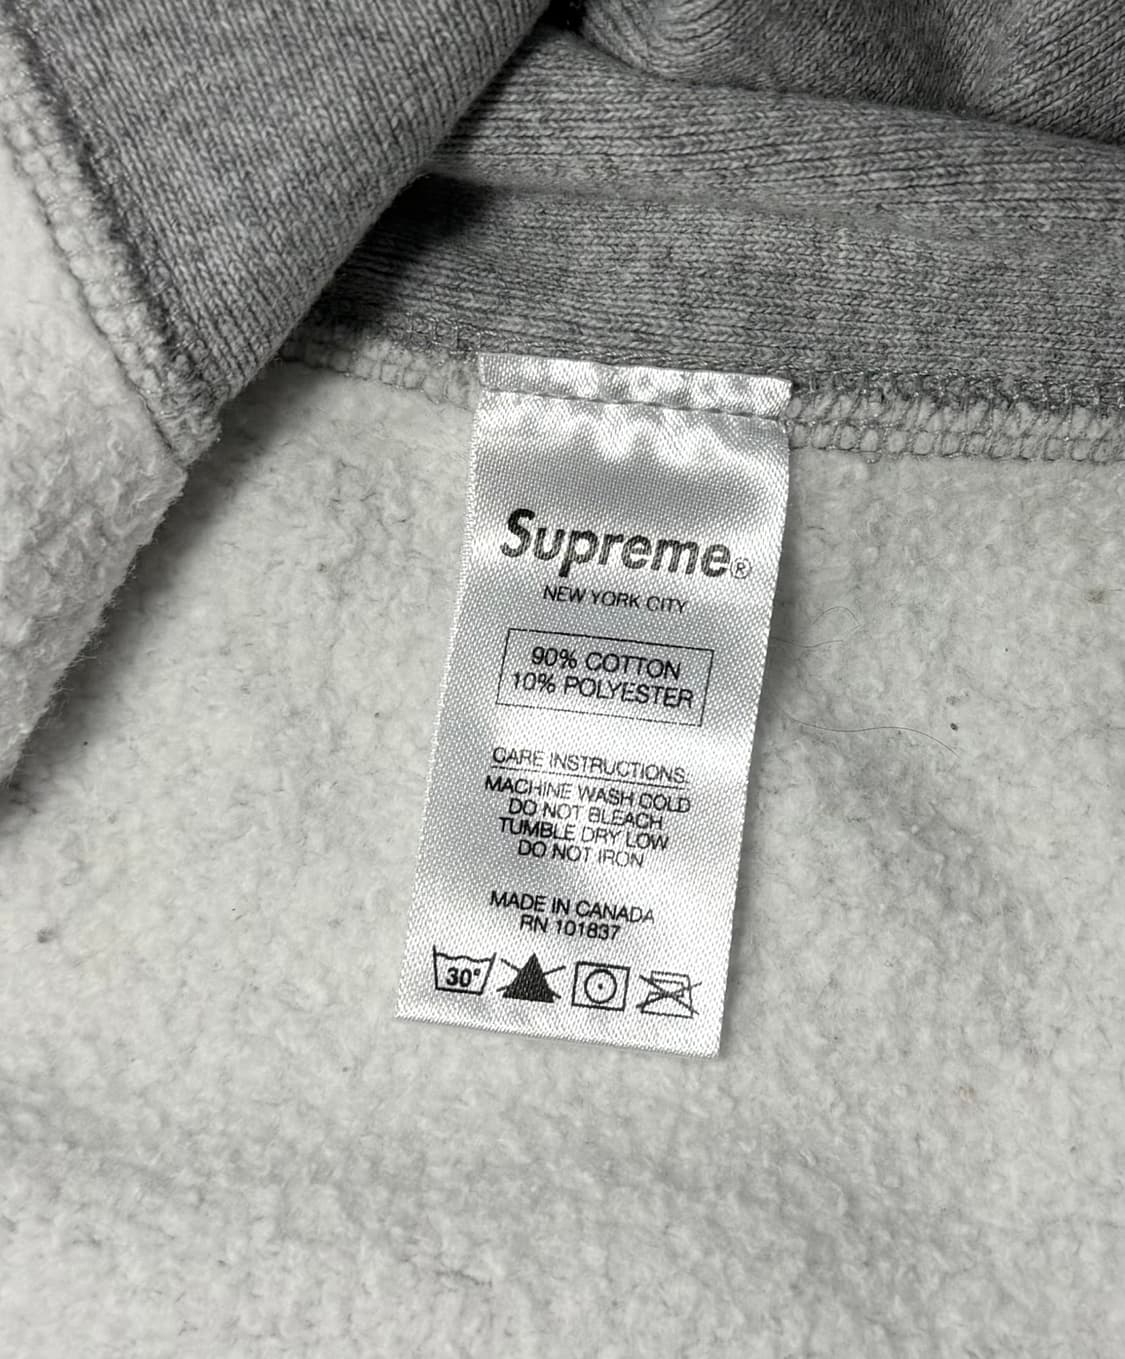 Supreme®
NEW YORK CITY
90% COTTON
10% POLYESTER
CARE INSTRUCTIONS:
MACHINE WASH COLD
DO NOT BLEACH
TUMBLE DRY LOW
DO NOT IRON
MADE IN CANADA
RN 101837
30°